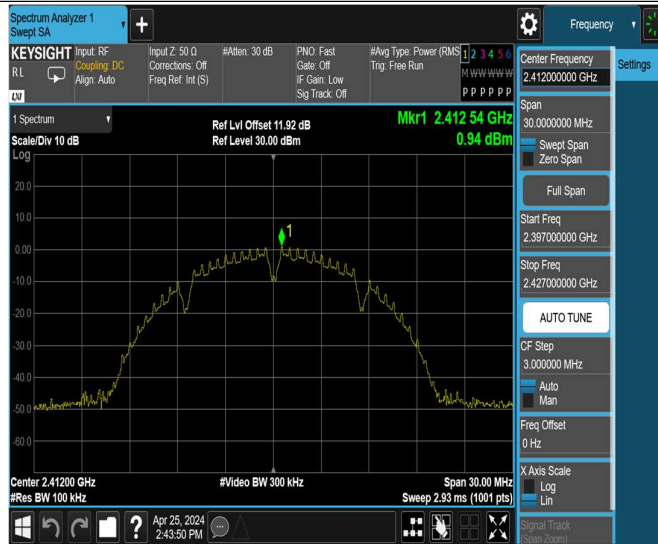 Spectrum Analyzer 1
Swept SA
Frequency
KEYSIGHT
RL
LXI
Input: RF
Coupling: DC
Align: Auto
Input Z: 50 Ω
Corrections: Off
Freq Ref: Int (S)
#Atten: 30 dB
PNO: Fast
Gate: Off
IF Gain: Low
Sig Track: Off
#Avg Type: Power (RMS
Trig: Free Run
1 2 3 4 5 6
M W W W W W
P P P P P P
1 Spectrum
Scale/Div 10 dB
Log
Ref Lvl Offset 11.92 dB
Ref Level 30.00 dBm
Mkr1 2.412 54 GHz
0.94 dBm
1
20.0
10.0
0.00
-10.0
-20.0
-30.0
-40.0
-50.0
-60.0
Center 2.41200 GHz
#Res BW 100 kHz
#Video BW 300 kHz
Span 30.00 MHz
Sweep 2.93 ms (1001 pts)
Apr 25, 2024
2:43:50 PM
Center Frequency
2.412000000 GHz
Settings
Span
30.0000000 MHz
Swept Span
Zero Span
Full Span
Start Freq
2.397000000 GHz
Stop Freq
2.427000000 GHz
AUTO TUNE
CF Step
3.000000 MHz
Auto
Man
Freq Offset
0 Hz
X Axis Scale
Log
Lin
Signal Track
(Span Zoom)